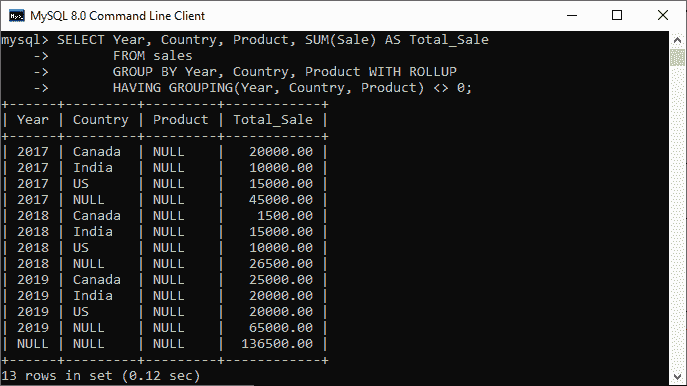 MySQL 8.0 Command Line Client
mysql> SELECT Year, Country, Product, SUM(Sale) AS Total_Sale
    ->        FROM sales
    ->        GROUP BY Year, Country, Product WITH ROLLUP
    ->        HAVING GROUPING(Year, Country, Product) <> 0;
+------+---------+---------+------------+
| Year | Country | Product | Total_Sale |
+------+---------+---------+------------+
| 2017 | Canada  | NULL    |   20000.00 |
| 2017 | India   | NULL    |   10000.00 |
| 2017 | US      | NULL    |   15000.00 |
| 2017 | NULL    | NULL    |   45000.00 |
| 2018 | Canada  | NULL    |    1500.00 |
| 2018 | India   | NULL    |   15000.00 |
| 2018 | US      | NULL    |   10000.00 |
| 2018 | NULL    | NULL    |   26500.00 |
| 2019 | Canada  | NULL    |   25000.00 |
| 2019 | India   | NULL    |   20000.00 |
| 2019 | US      | NULL    |   20000.00 |
| 2019 | NULL    | NULL    |   65000.00 |
| NULL | NULL    | NULL    |  136500.00 |
+------+---------+---------+------------+
13 rows in set (0.12 sec)